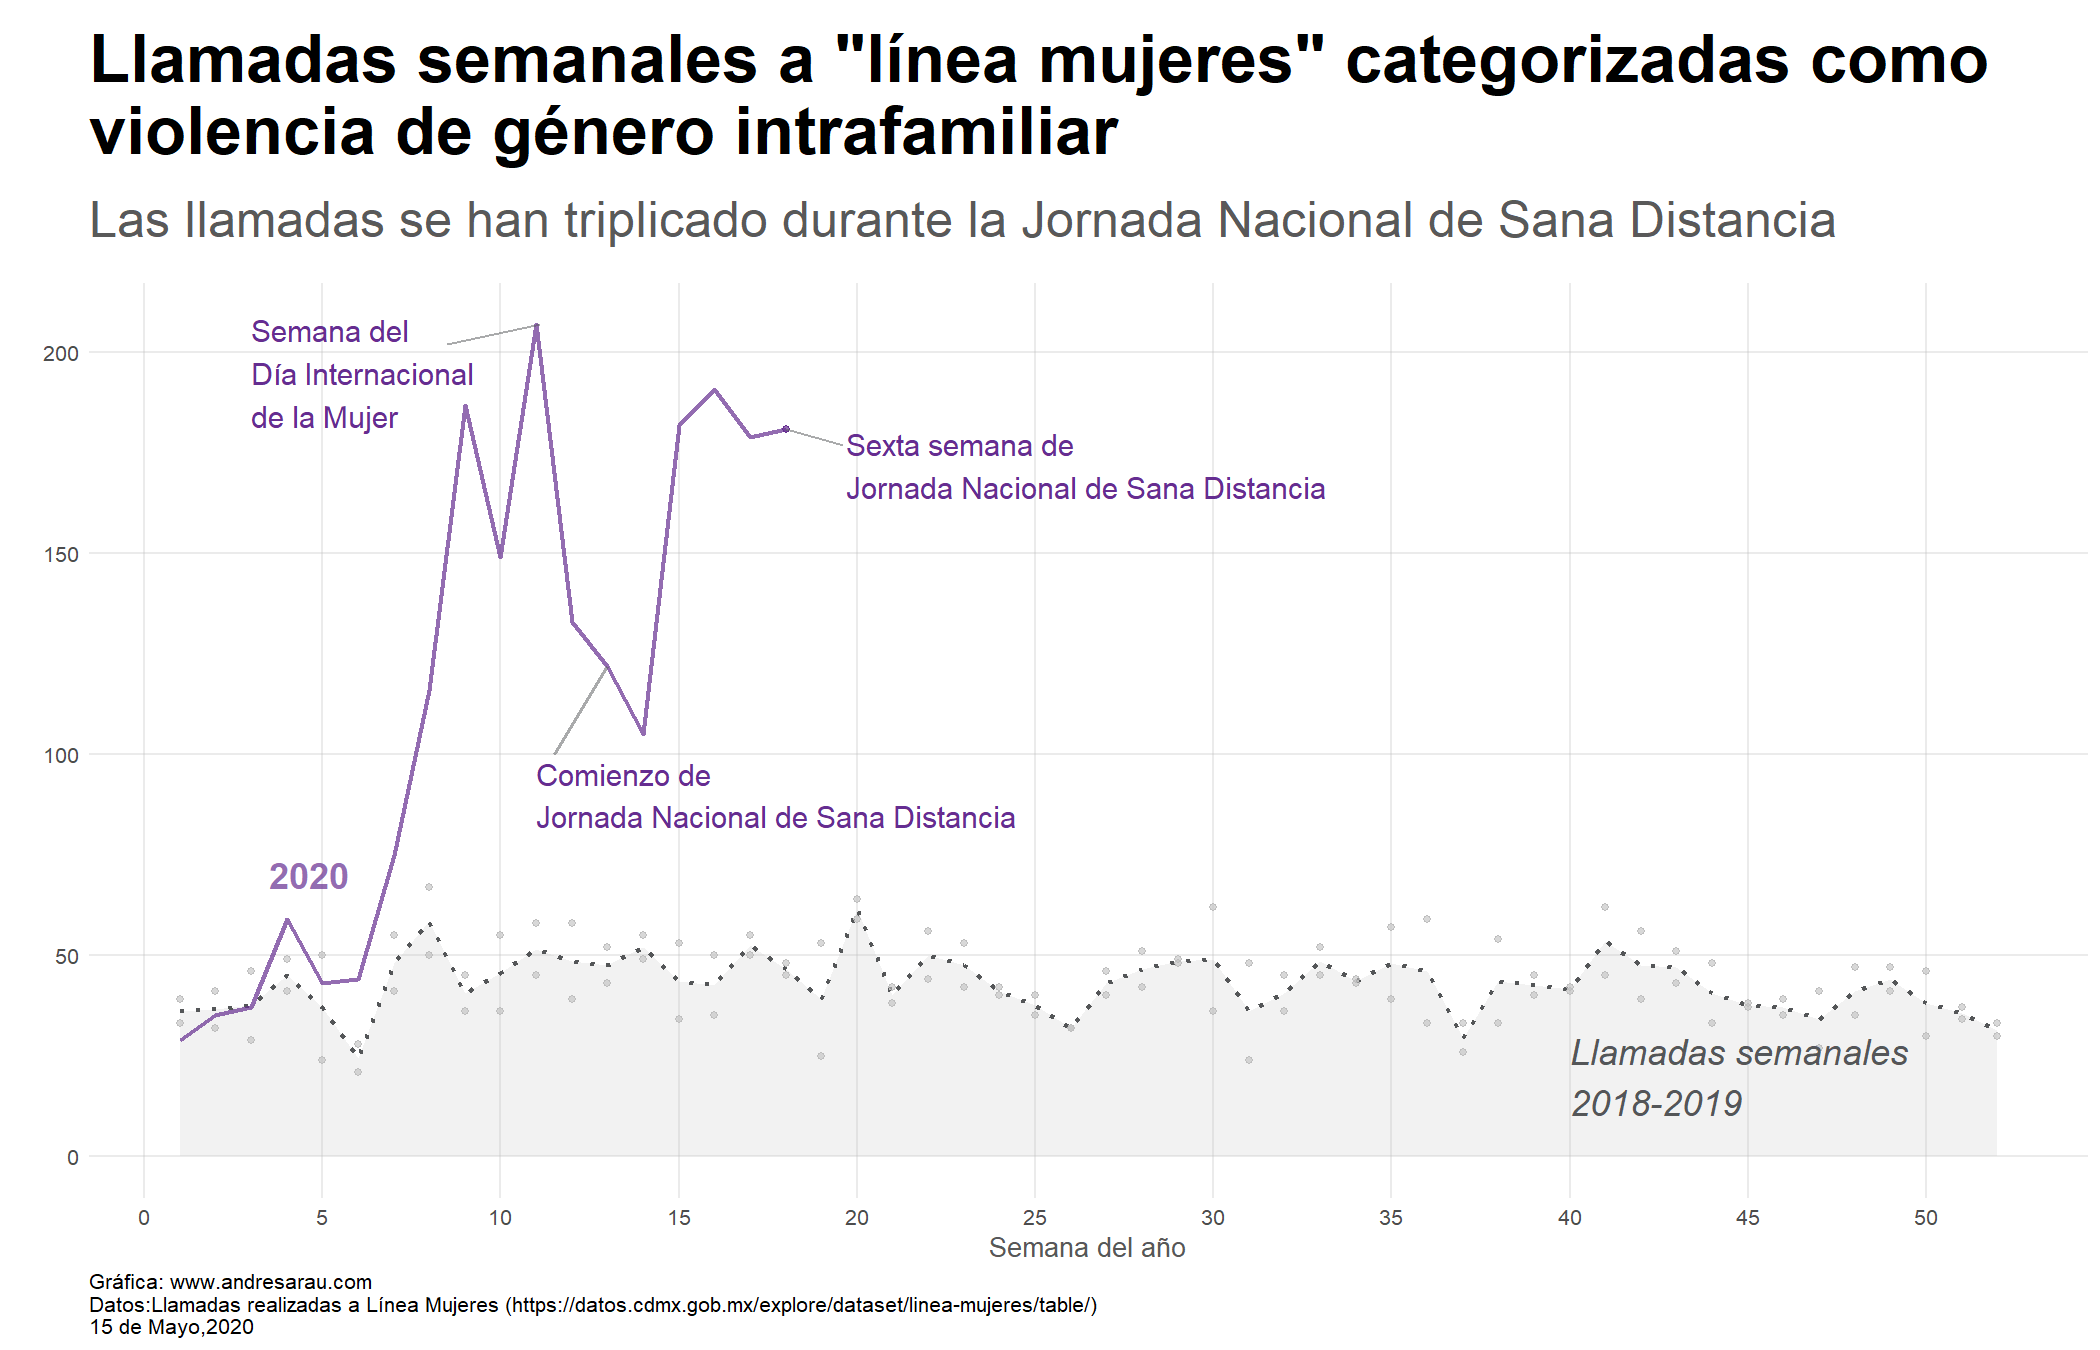 Llamadas semanales a "línea mujeres" categorizadas como
violencia de género intrafamiliar
Las llamadas se han triplicado durante la Jornada Nacional de Sana Distancia
Semana del
Día Internacional
de la Mujer
Sexta semana de
Jornada Nacional de Sana Distancia
Comienzo de
Jornada Nacional de Sana Distancia
2020
Llamadas semanales
2018-2019
200
150
100
50
0
0 5 10 15 20 25 30 35 40 45 50
Semana del año
Gráfica: www.andresarau.com
Datos:Llamadas realizadas a Línea Mujeres (https://datos.cdmx.gob.mx/explore/dataset/linea-mujeres/table/)
15 de Mayo,2020